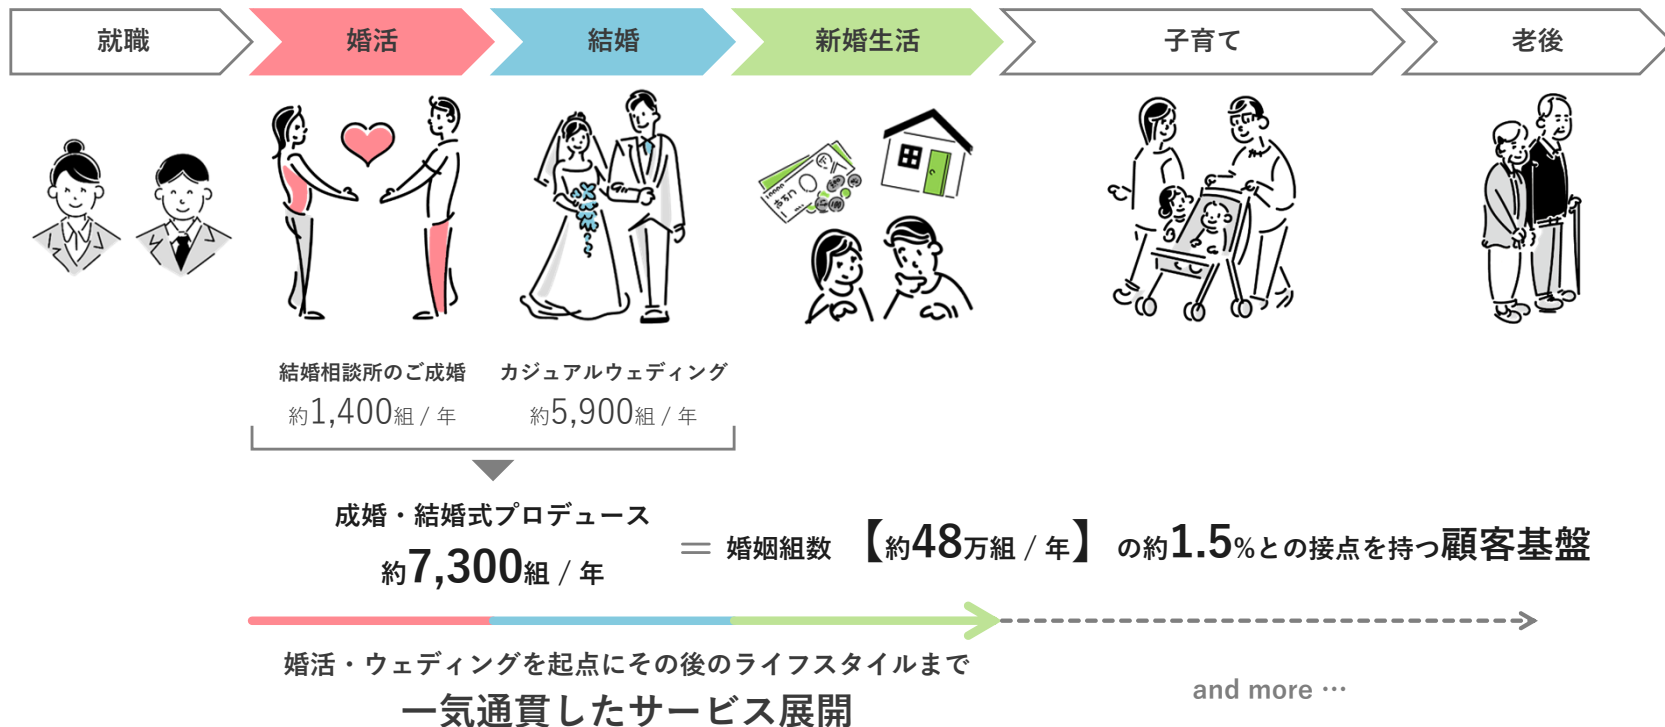 就職
婚活
結婚
新婚生活
子育て
老後
結婚相談所のご成婚
約1,400組 / 年
カジュアルウェディング
約5,900組 / 年
成婚・結婚式プロデュース
約7,300組 / 年
＝ 婚姻組数 【約48万組 / 年】 の約1.5%との接点を持つ顧客基盤
婚活・ウェディングを起点にその後のライフスタイルまで
一気通貫したサービス展開
and more …